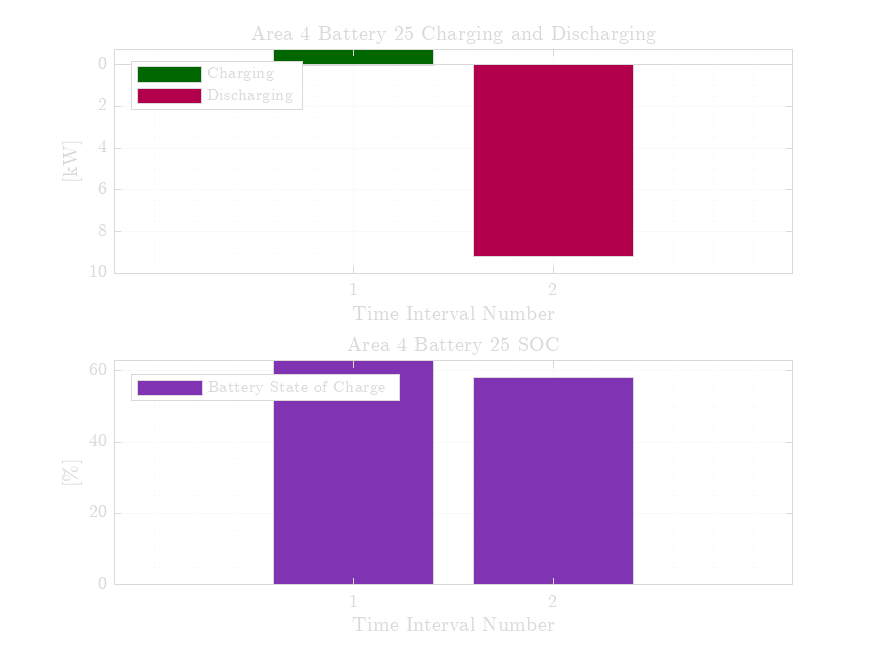 Area 4 Battery 25 Charging and Discharging
0
Charging
Discharging
2
4
[kW]
6
8
10
1 2
Time Interval Number
Area 4 Battery 25 SOC
60
Battery State of Charge
40
[%]
20
0
1 2
Time Interval Number